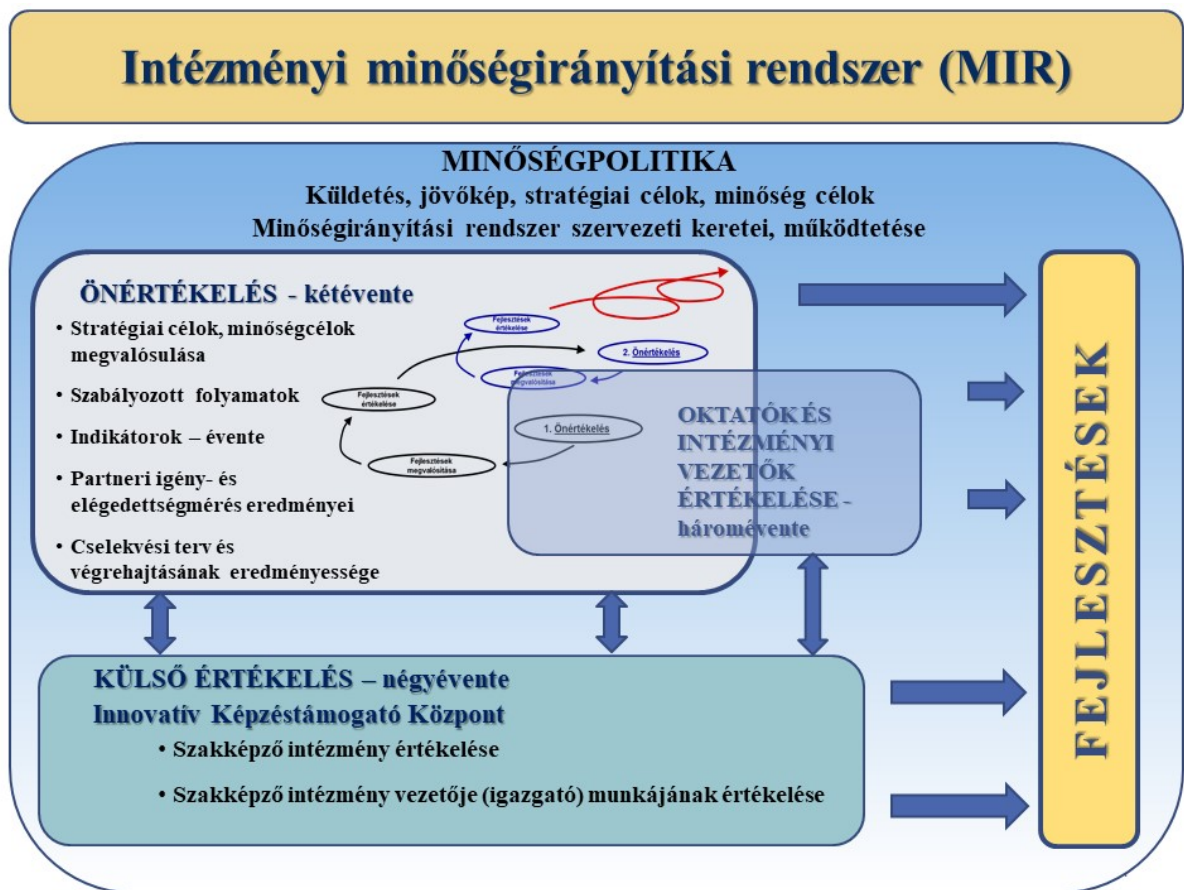 Intézményi minőségirányítási rendszer (MIR)
MINŐSÉGPOLITIKA
Küldetés, jövőkép, stratégiai célok, minőség célok
Minőségirányítási rendszer szervezeti keretei, működtetése
ÖNÉRTÉKELÉS - kétévente
• Stratégiai célok, minőségcélok
megvalósulása
• Szabályozott folyamatok
• Indikátorok – évente
• Partneri igény- és
elégedettségmérés eredményei
• Cselekvési terv és
végrehajtásának eredményessége
Fejlesztések
értékelése
2. Önértékelés
Fejlesztések
megvalósítása
Fejlesztések
értékelése
1. Önértékelés
Fejlesztések
megvalósítása
OKTATÓK ÉS
INTÉZMÉNYI
VEZETŐK
ÉRTÉKELÉSE -
háromévente
KÜLSŐ ÉRTÉKELÉS – négyévente
Innovatív Képzéstámogató Központ
• Szakképző intézmény értékelése
• Szakképző intézmény vezetője (igazgató) munkájának értékelése
FEJLESZTÉSEK